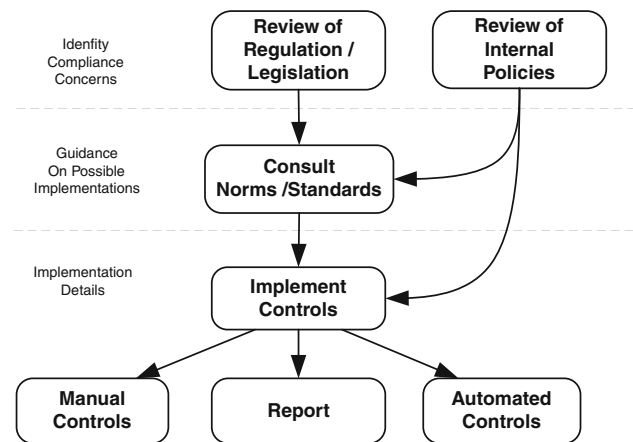 Idenfity
Compliance
Concerns
Review of
Regulation /
Legislation
Review of
Internal
Policies
Guidance
On Possible
Implementations
Consult
Norms /Standards
Implementation
Details
Implement
Controls
Manual
Controls
Report
Automated
Controls